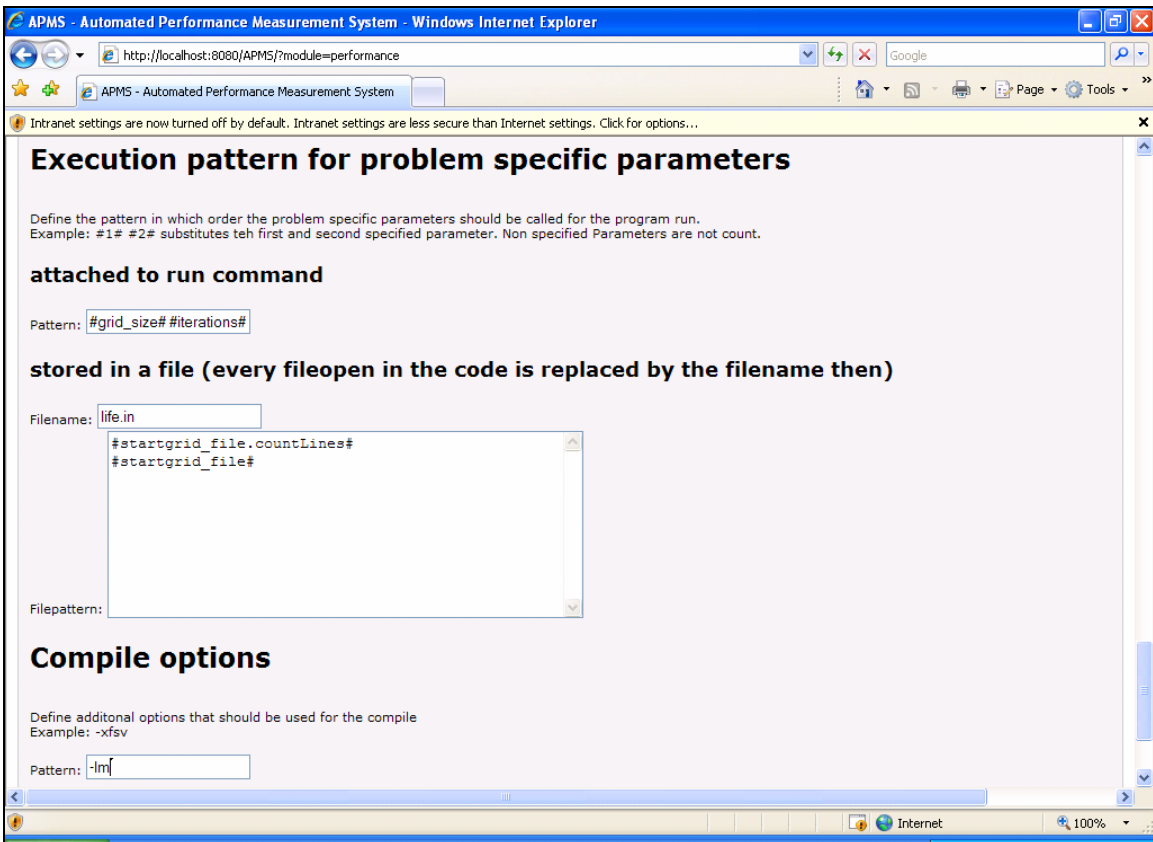 APMS - Automated Performance Measurement System - Windows Internet Explorer
http://localhost:8080/APMS/?module=performance
Google
APMS - Automated Performance Measurement System
Page
Tools
»
Intranet settings are now turned off by default. Intranet settings are less secure than Internet settings. Click for options...
Execution pattern for problem specific parameters
Define the pattern in which order the problem specific parameters should be called for the program run.
Example: #1# #2# substitutes teh first and second specified parameter. Non specified Parameters are not count.
attached to run command
Pattern: #grid_size# #iterations#
stored in a file (every fileopen in the code is replaced by the filename then)
Filename: life.in
#startgrid_file.countLines#
#startgrid_file#
Filepattern:
Compile options
Define additonal options that should be used for the compile
Example: -xfsv
Pattern: -lm
Internet
100%